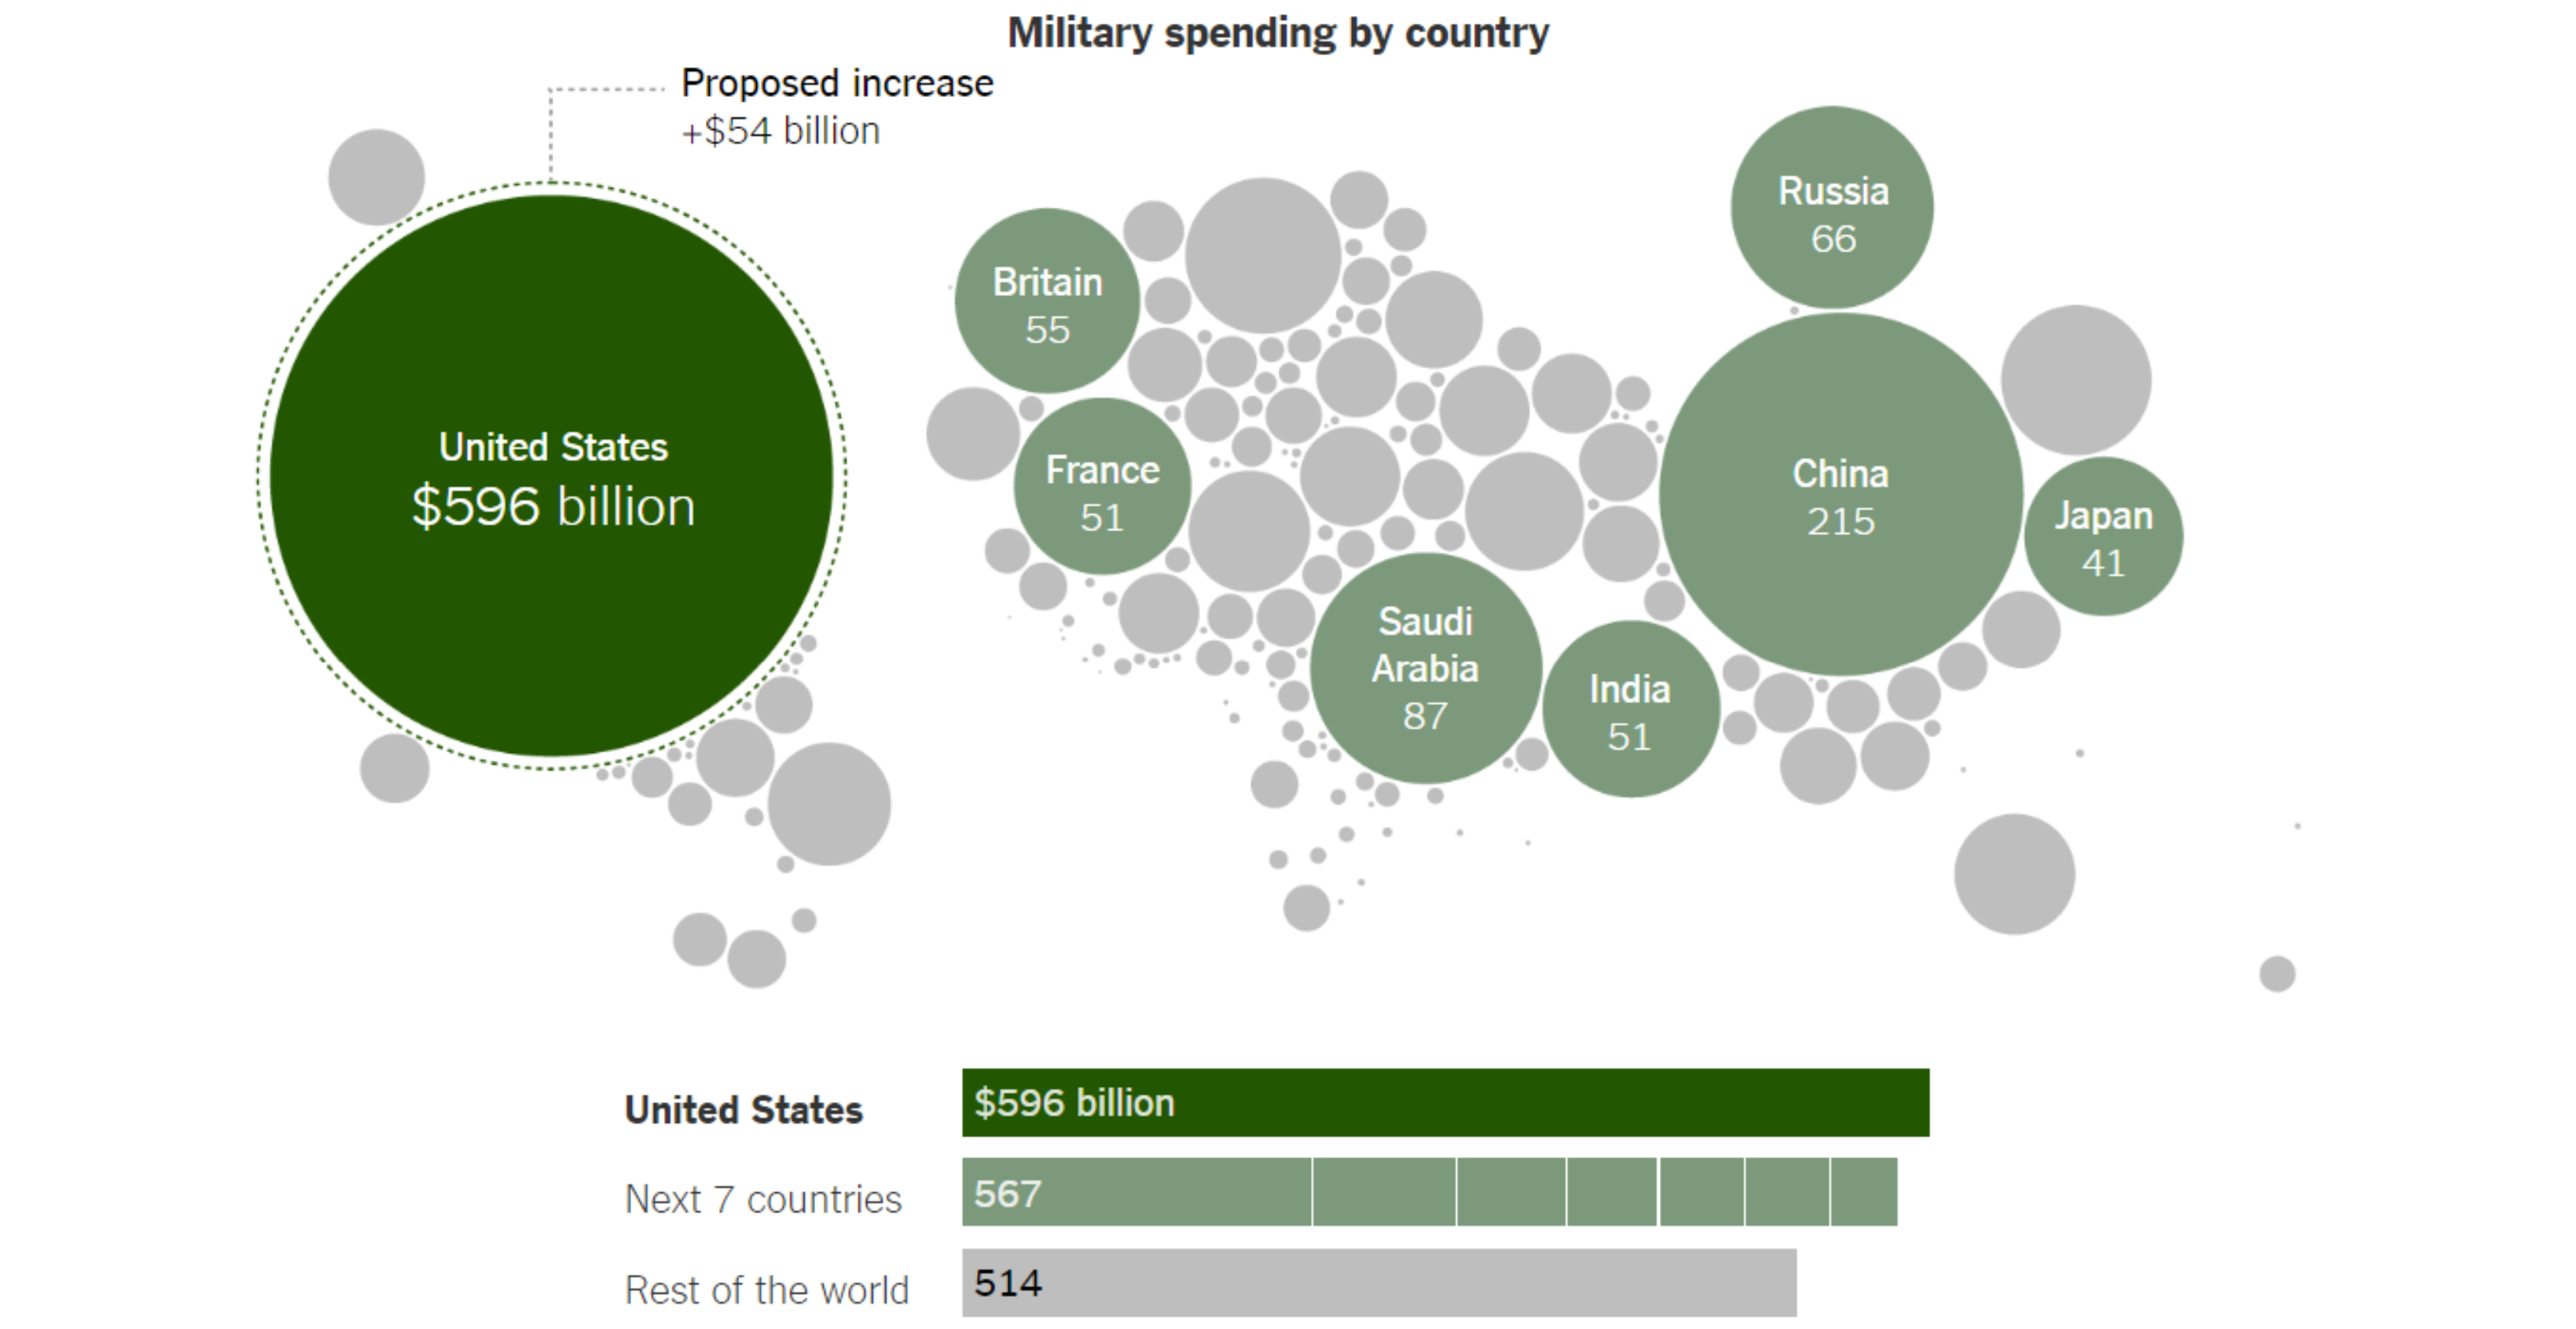 Military spending by country
Proposed increase
+$54 billion
United States
$596 billion
Britain
55
France
51
Russia
66
China
215
Japan
41
Saudi
Arabia
87
India
51
United States
$596 billion
Next 7 countries
567
Rest of the world
514